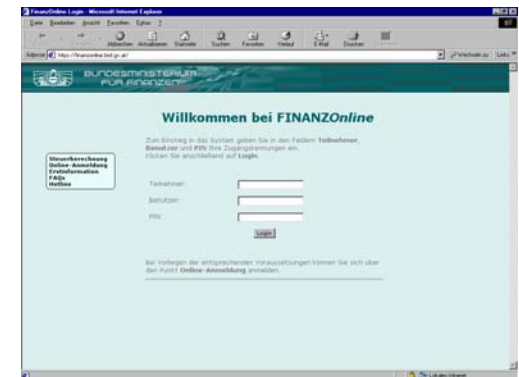 FinanzOnline Login - Microsoft Internet Explorer
Datei Bearbeiten Ansicht Favoriten Extras ?
Abbrechen Aktualisieren Startseite Suchen Favoriten Verlauf E-Mail Drucken
Adresse https://finanzonline.bmf.gv.at/ Wechseln zu Links
BUNDESMINISTERIUM
FÜR FINANZEN
Willkommen bei FINANZOnline
Zum Einstieg in das System geben Sie in den Feldern Teilnehmer,
Benutzer und PIN Ihre Zugangskennungen ein.
Klicken Sie anschließend auf Login.
Steuerberechnung
Online-Anmeldung
Erstinformation
FAQs
Hotline
Teilnehmer:
Benutzer:
PIN:
Login
Bei Vorliegen der entsprechenden Voraussetzungen können Sie sich über
den Punkt Online-Anmeldung anmelden.
Lokales Intranet